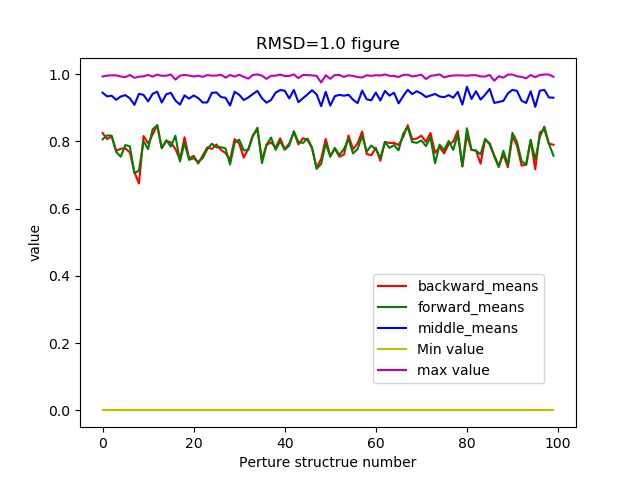 RMSD=1.0 figure
1.0
0.8
0.6
0.4
0.2
0.0
value
backward_means
forward_means
middle_means
Min value
max value
0 20 40 60 80 100
Perture structrue number